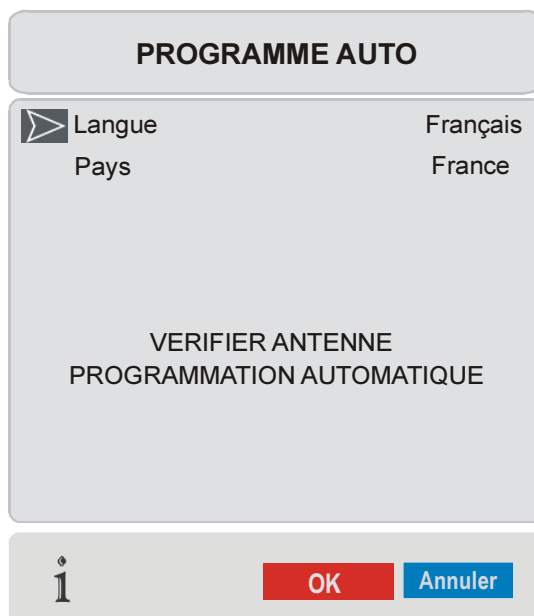 PROGRAMME AUTO
Langue Français
Pays France
VERIFIER ANTENNE
PROGRAMMATION AUTOMATIQUE
i OK Annuler